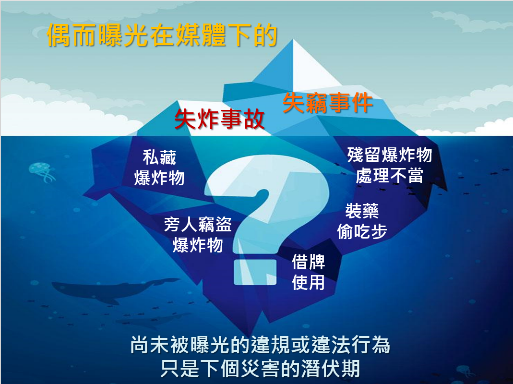 偶而曝光在媒體下的
失竊事件
失炸事故
私藏
爆炸物
殘留爆炸物
處理不當
旁人竊盜
爆炸物
裝藥
偷吃步
?
借牌
使用
尚未被曝光的違規或違法行為
只是下個災害的潛伏期